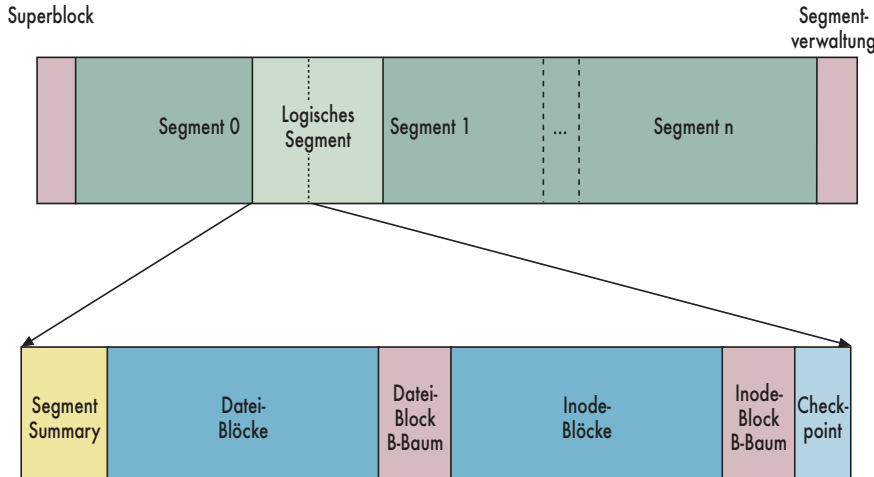 Superblock
Segment-
verwaltung
Segment 0
Logisches
Segment
Segment 1
...
Segment n
Segment
Summary
Datei-
Blöcke
Datei-
Block
B-Baum
Inode-
Blöcke
Inode-
Block
B-Baum
Check-
point